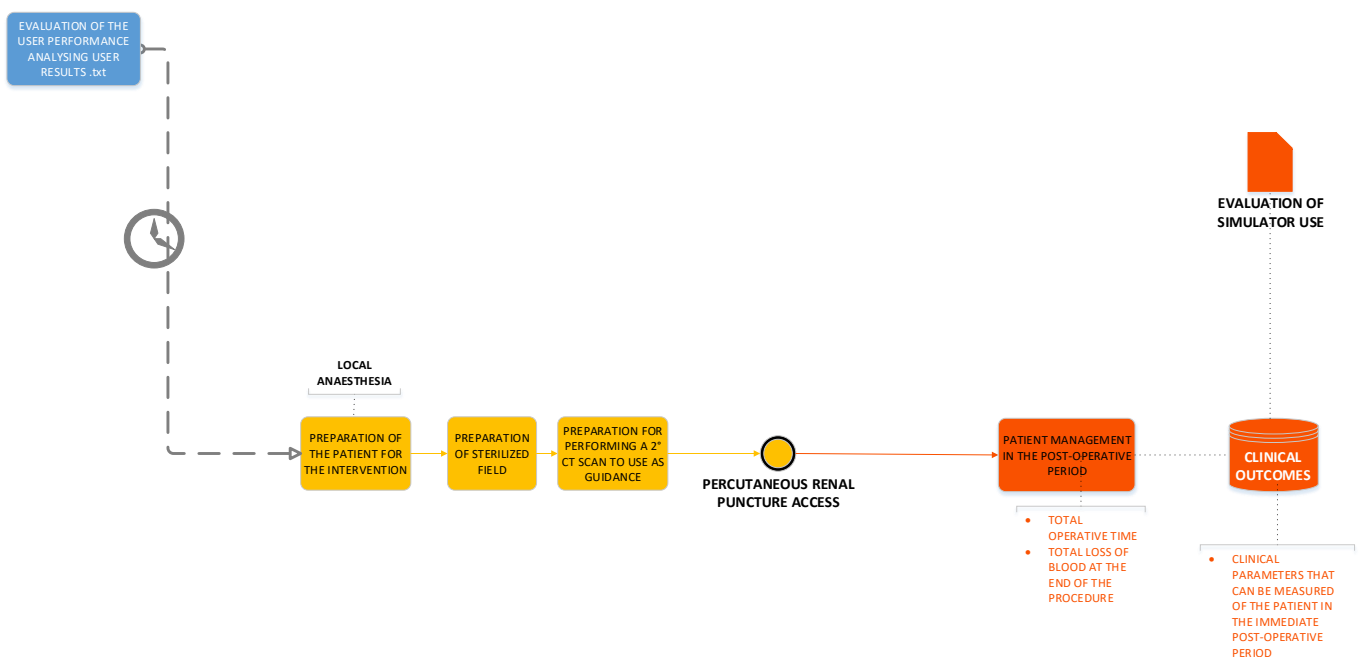 EVALUATION OF THE
USER PERFORMANCE
ANALYSING USER
RESULTS .txt
EVALUATION OF
SIMULATOR USE
LOCAL
ANAESTHESIA
PREPARATION OF
THE PATIENT FOR
THE INTERVENTION
PREPARATION
OF STERILIZED
FIELD
PREPARATION FOR
PERFORMING A 2°
CT SCAN TO USE AS
GUIDANCE
PERCUTANEOUS RENAL
PUNCTURE ACCESS
PATIENT MANAGEMENT
IN THE POST-OPERATIVE
PERIOD
CLINICAL
OUTCOMES
• TOTAL
OPERATIVE TIME
• TOTAL LOSS OF
BLOOD AT THE
END OF THE
PROCEDURE
• CLINICAL
PARAMETERS THAT
CAN BE MEASURED
OF THE PATIENT IN
THE IMMEDIATE
POST-OPERATIVE
PERIOD